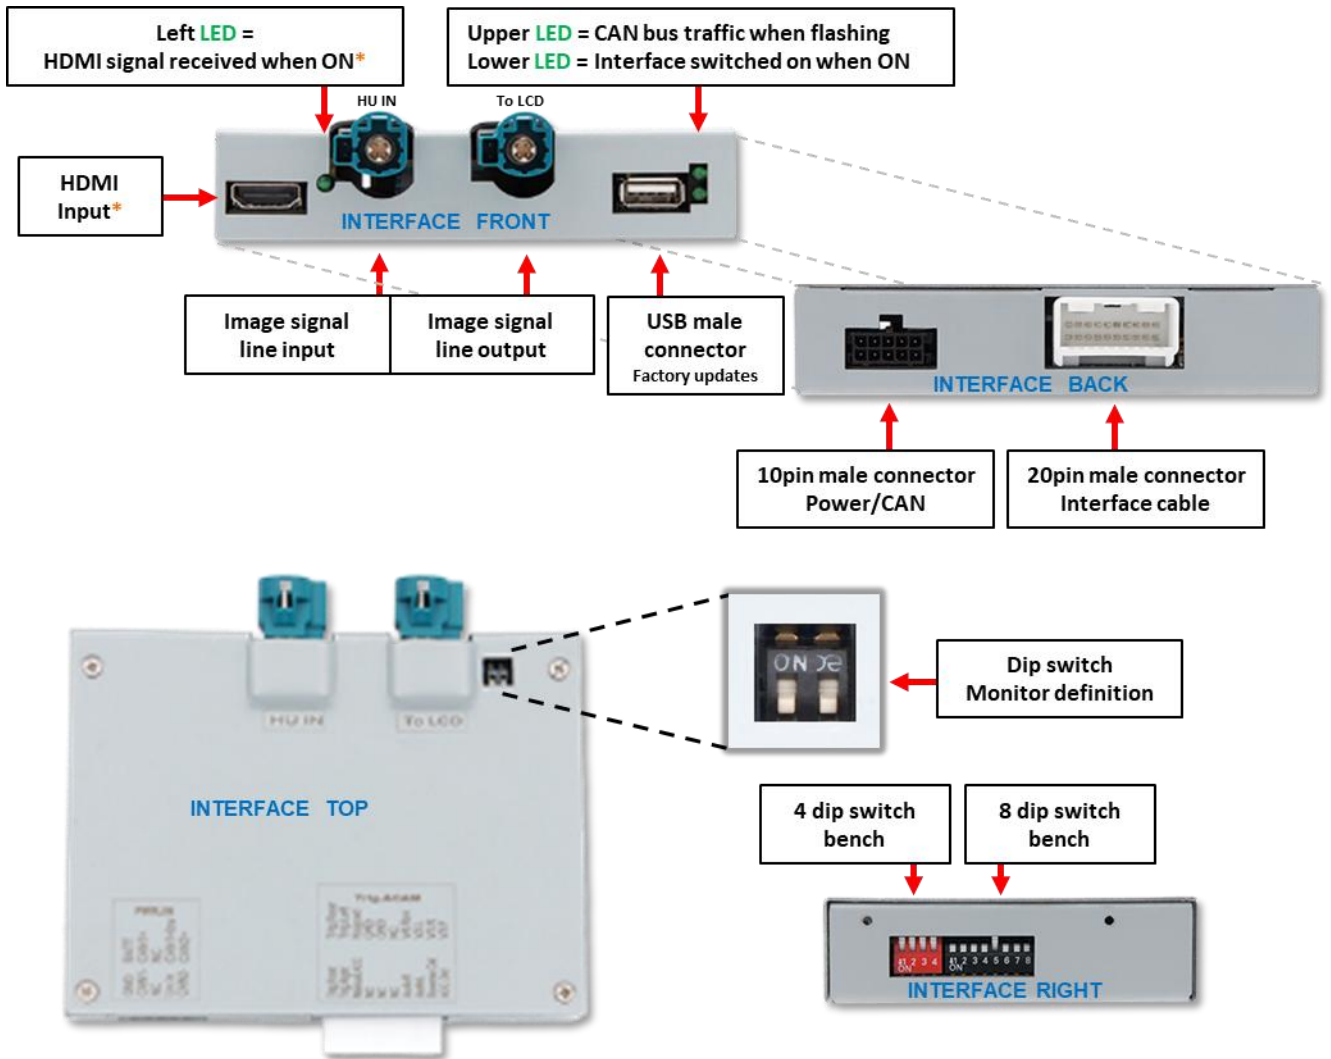 Left LED =
HDMI signal received when ON*
Upper LED = CAN bus traffic when flashing
Lower LED = Interface switched on when ON
HU IN
To LCD
HDMI
Input*
INTERFACE FRONT
Image signal
line input
Image signal
line output
USB male
connector
Factory updates
INTERFACE BACK
10pin male connector
Power/CAN
20pin male connector
Interface cable
ON
Dip switch
Monitor definition
HU IN
To LCD
INTERFACE TOP
4 dip switch
bench
8 dip switch
bench
1 2 3 4
ON
1 2 3 4 5 6 7 8
ON
INTERFACE RIGHT